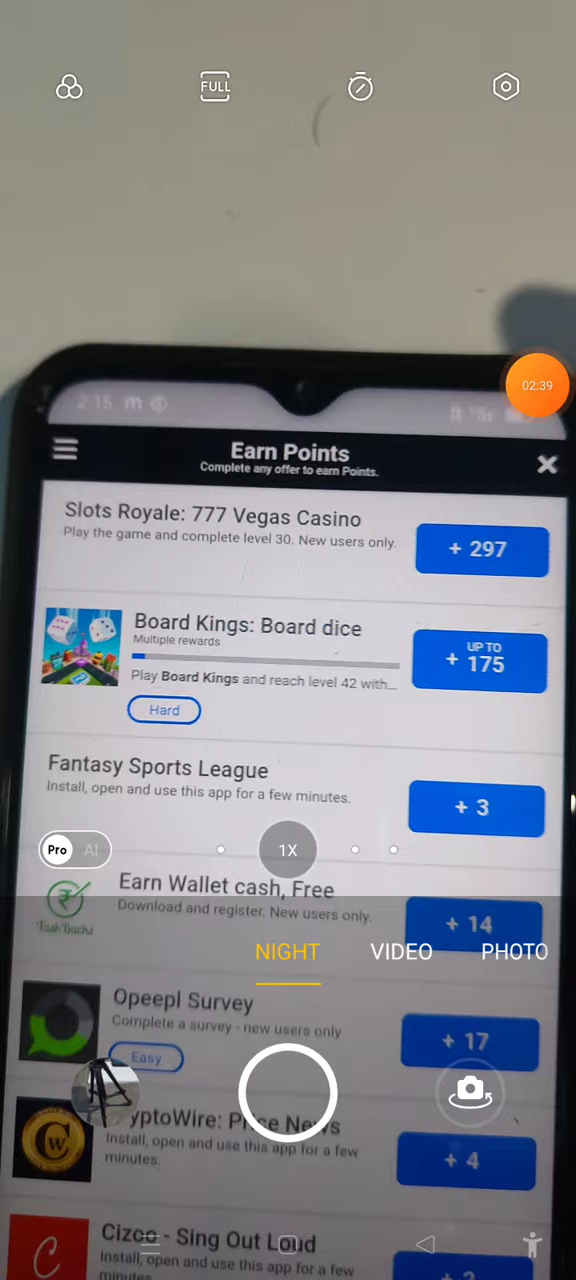 FULL
02:39
2:15
Earn Points
Complete any offer to earn Points.
Slots Royale: 777 Vegas Casino
Play the game and complete level 30. New users only.
+ 297
Board Kings: Board dice
Multiple rewards
Play Board Kings and reach level 42 with...
Hard
UP TO
+ 175
Fantasy Sports League
Install, open and use this app for a few minutes.
+ 3
Pro AI
1X
Earn Wallet cash, Free
Download and register. New users only.
+ 14
Task Bucks
NIGHT VIDEO PHOTO
Opeepl Survey
Complete a survey - new users only
Easy
+ 17
Price News
Install, open and use this app for a few
minutes.
+ 4
Cizoo - Sing Out Loud
Install, open and use this app for a few
minutes.